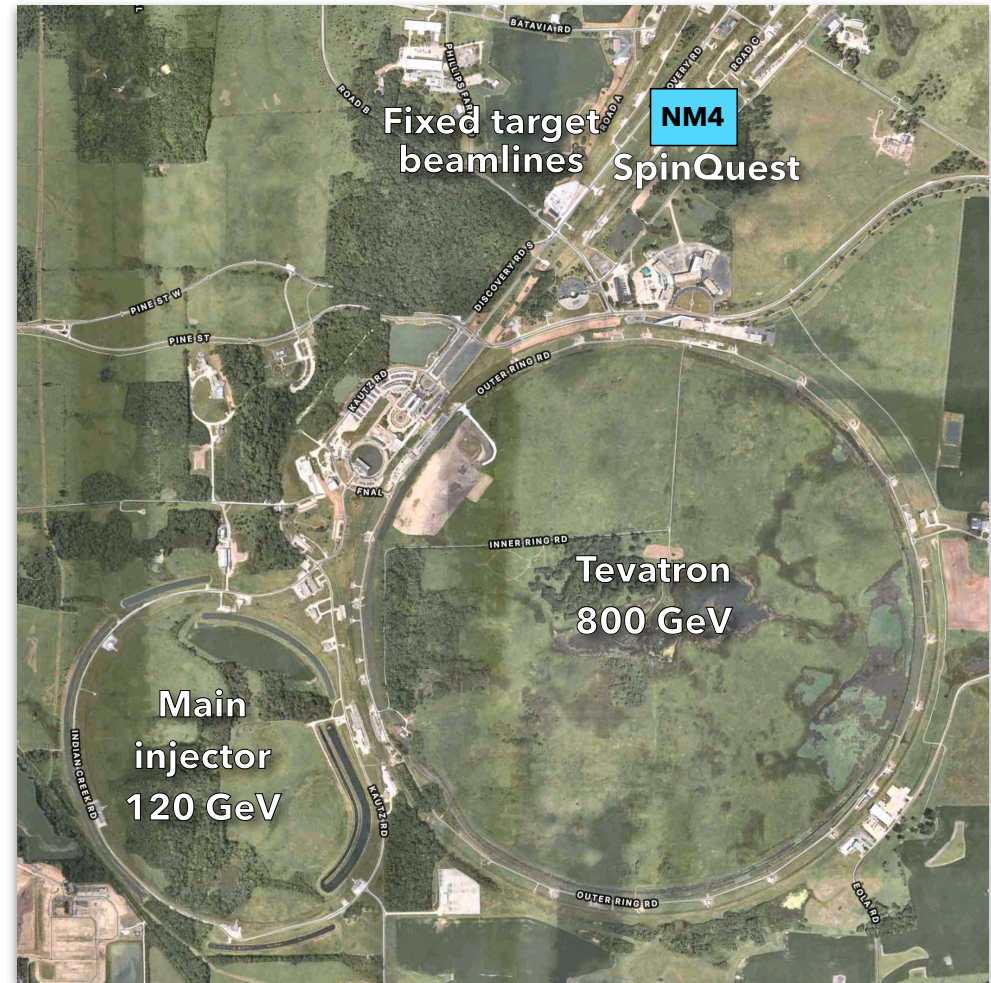 BATAVIA RD
PHILLIPS FAR
ROAD B
ROAD A
OVERY RD
ROAD C
NM4
Fixed target
beamlines
SpinQuest
DISCOVERY RD S
PINE ST W
PINE ST
OUTER RING RD
KAUTZ RD
FNAL
INNER RING RD
Tevatron
800 GeV
Main
injector
120 GeV
INDIAN CREEK RD
KAUTZ RD
OUTER RING RD
EOLA RD